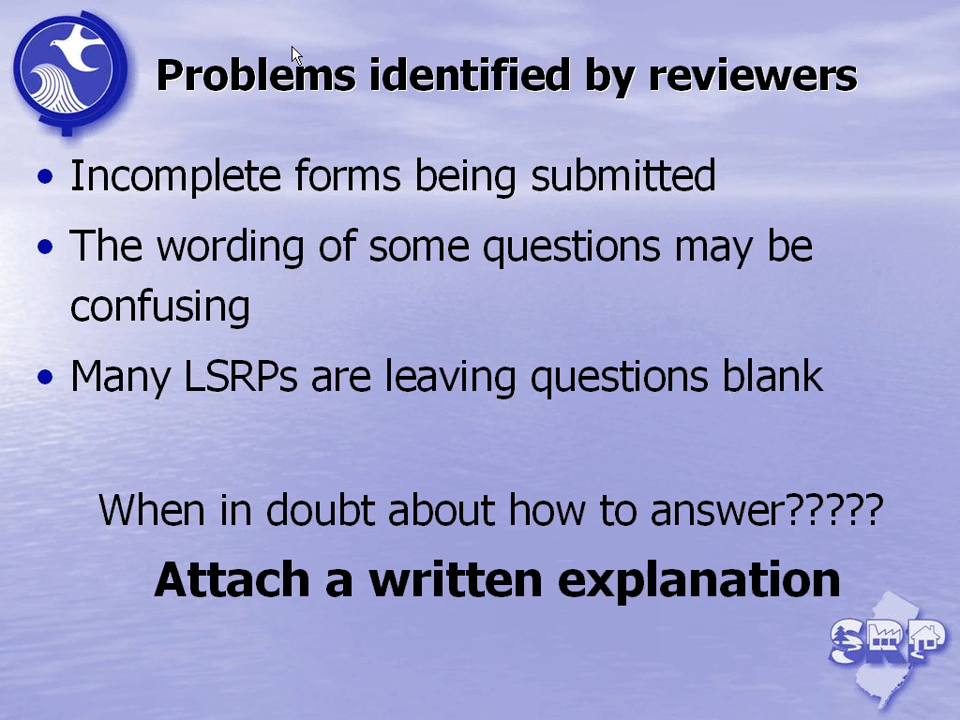 Problems identified by reviewers
• Incomplete forms being submitted
• The wording of some questions may be
confusing
• Many LSRPs are leaving questions blank
When in doubt about how to answer?????
Attach a written explanation
SRP